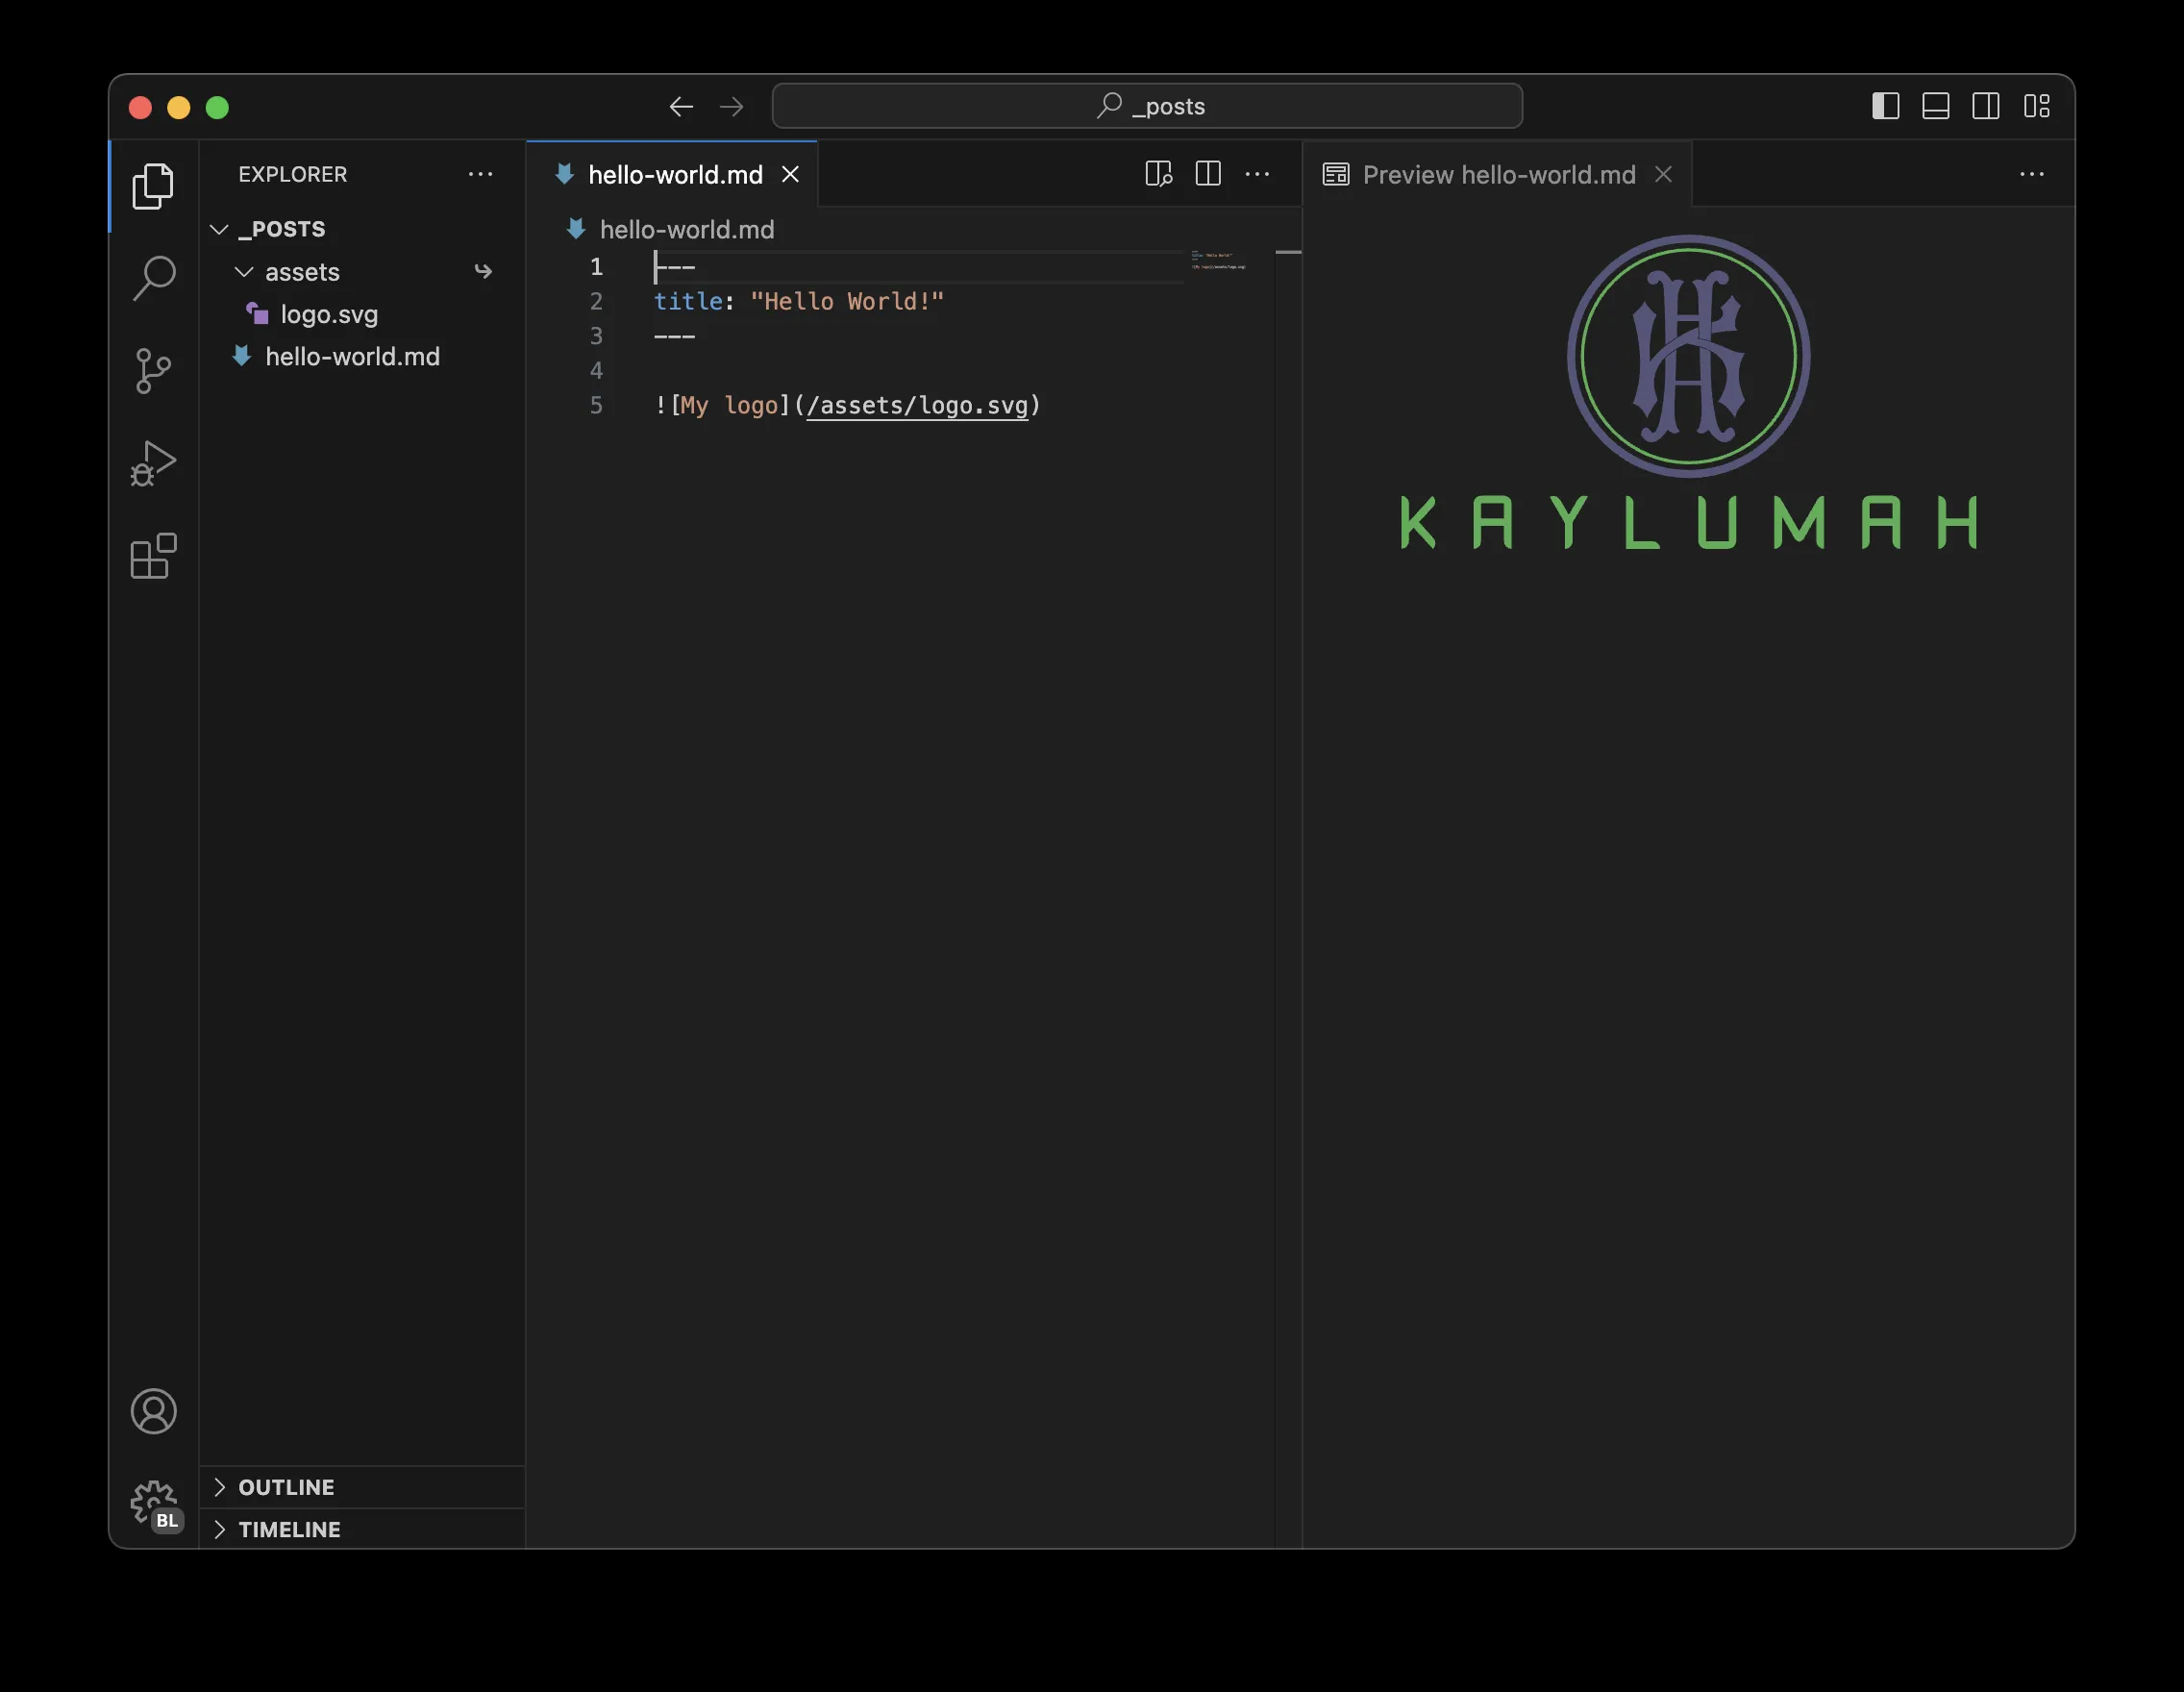 _posts
EXPLORER
_POSTS
assets
logo.svg
hello-world.md
OUTLINE
TIMELINE
BL
hello-world.md
hello-world.md
1 ---
2 title: "Hello World!"
3 ---
4
5 ![My logo](/assets/logo.svg)
Preview hello-world.md
HK
KAYLUMAH